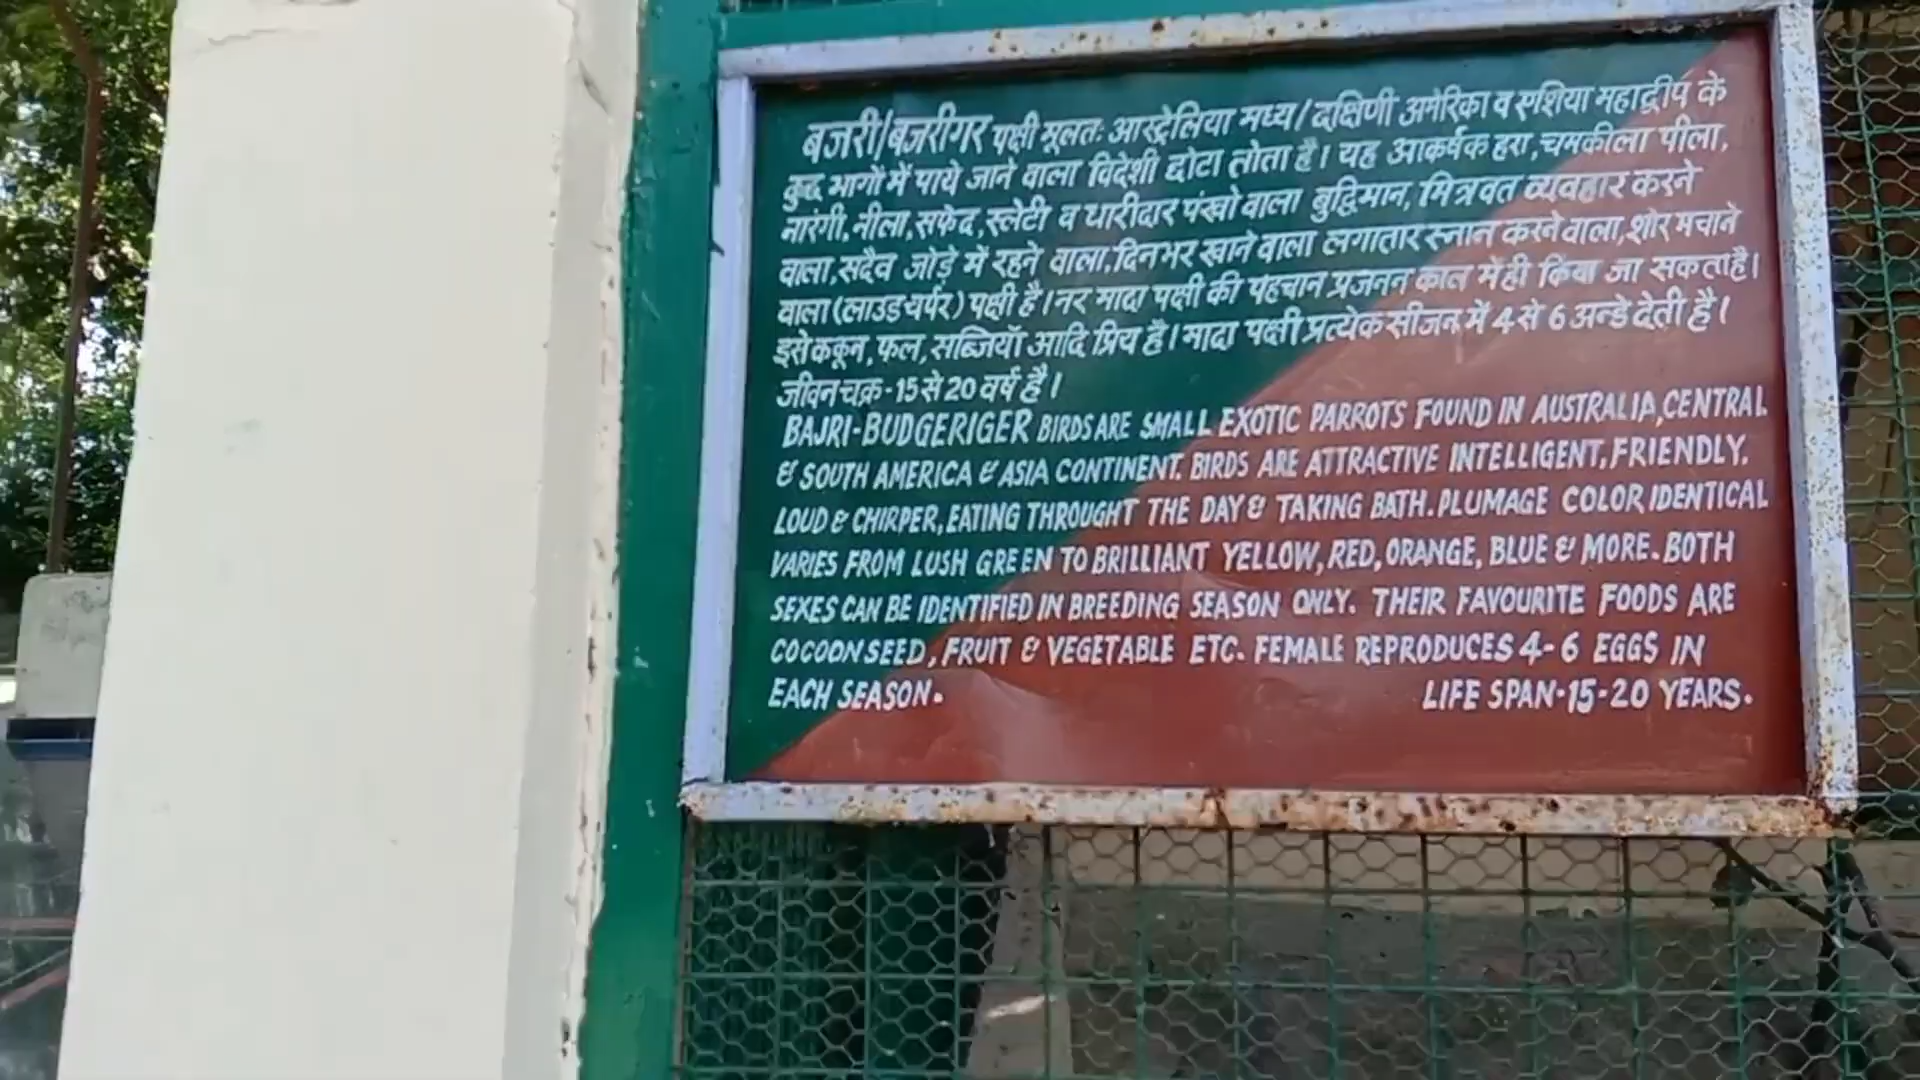 बजरी/बजरीगर पक्षी मूलतः आस्ट्रेलिया मध्य/दक्षिणी अमेरिका व एशिया महाद्वीप के
कुछ भागों में पाये जाने वाला विदेशी छोटा तोता है। यह आकर्षक हरा, चमकीला पीला,
नारंगी, नीला, सफेद, स्लेटी व धारीदार पंखो वाला बुद्विमान, मित्रवत व्यवहार करने
वाला, सदैव जोड़े में रहने वाला, दिनभर खाने वाला लगातार स्नान करने वाला, शोर मचाने
वाला (लाउड चर्पर) पक्षी है। नर मादा पक्षी की पहचान प्रजनन काल में ही किया जा सकता है।
इसे ककून, फल, सब्जियॉ आदि प्रिय है। मादा पक्षी प्रत्येक सीजन में 4 से 6 अन्डे देती है।
जीवन चक्र - 15 से 20 वर्ष है।
BAJRI-BUDGERIGER BIRDS ARE SMALL EXOTIC PARROTS FOUND IN AUSTRALIA, CENTRAL
& SOUTH AMERICA & ASIA CONTINENT. BIRDS ARE ATTRACTIVE INTELLIGENT, FRIENDLY,
LOUD & CHIRPER, EATING THROUGHT THE DAY & TAKING BATH. PLUMAGE COLOR IDENTICAL
VARIES FROM LUSH GREEN TO BRILLIANT YELLOW, RED, ORANGE, BLUE & MORE. BOTH
SEXES CAN BE IDENTIFIED IN BREEDING SEASON ONLY. THEIR FAVOURITE FOODS ARE
COCOON SEED, FRUIT & VEGETABLE ETC. FEMALE REPRODUCES 4-6 EGGS IN
EACH SEASON. LIFE SPAN-15-20 YEARS.